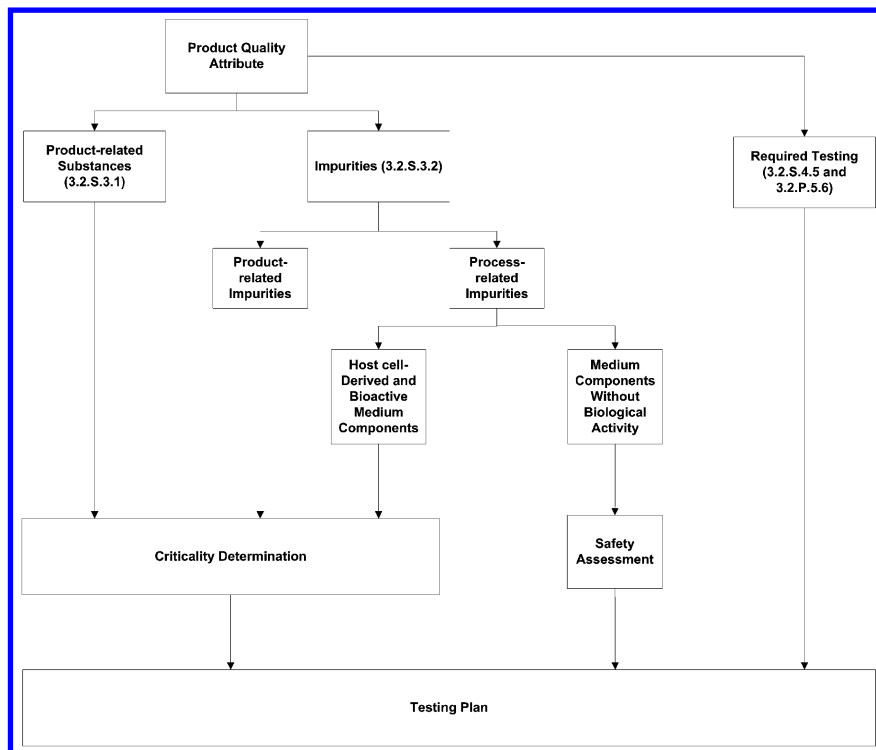 Product Quality
Attribute
Product-related
Substances
(3.2.S.3.1)
Impurities (3.2.S.3.2)
Required Testing
(3.2.S.4.5 and
3.2.P.5.6)
Product-
related
Impurities
Process-
related
Impurities
Host cell-
Derived and
Bioactive
Medium
Components
Medium
Components
Without
Biological
Activity
Criticality Determination
Safety
Assessment
Testing Plan